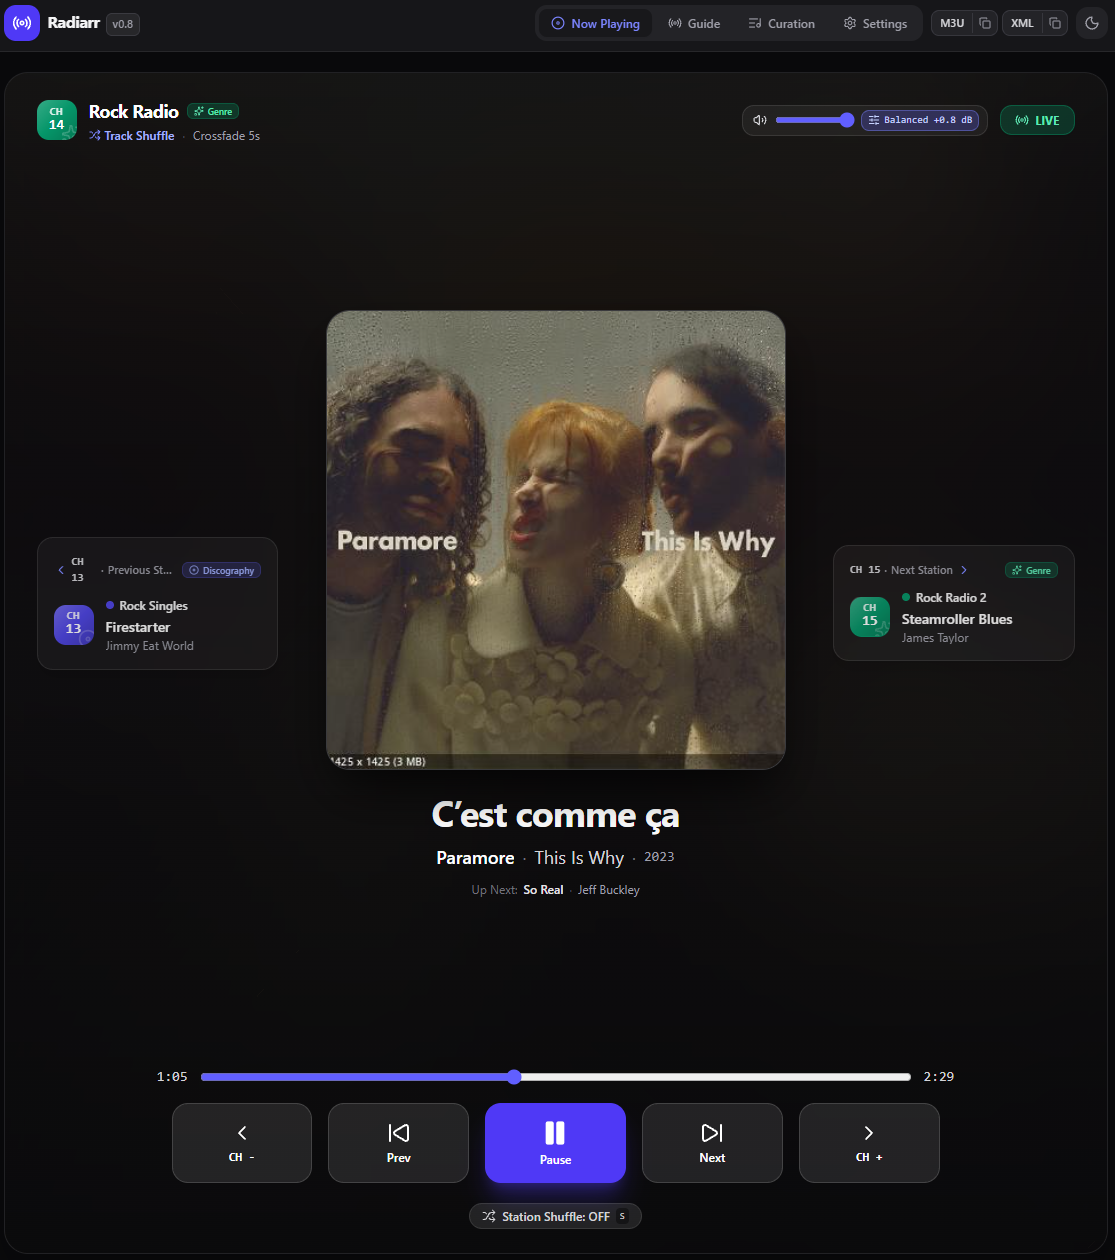 Radiarr v0.8
Now Playing
Guide
Curation
Settings
M3U
XML
CH
14
Rock Radio
Genre
Track Shuffle · Crossfade 5s
Balanced +0.8 dB
LIVE
Paramore
This Is Why
1425 x 1425 (3 MB)
CH
13
· Previous St...
Discography
CH
13
Rock Singles
Firestarter
Jimmy Eat World
CH 15 · Next Station
Genre
CH
15
Rock Radio 2
Steamroller Blues
James Taylor
C’est comme ça
Paramore · This Is Why · 2023
Up Next: So Real · Jeff Buckley
1:05
2:29
CH -
Prev
Pause
Next
CH +
Station Shuffle: OFF S